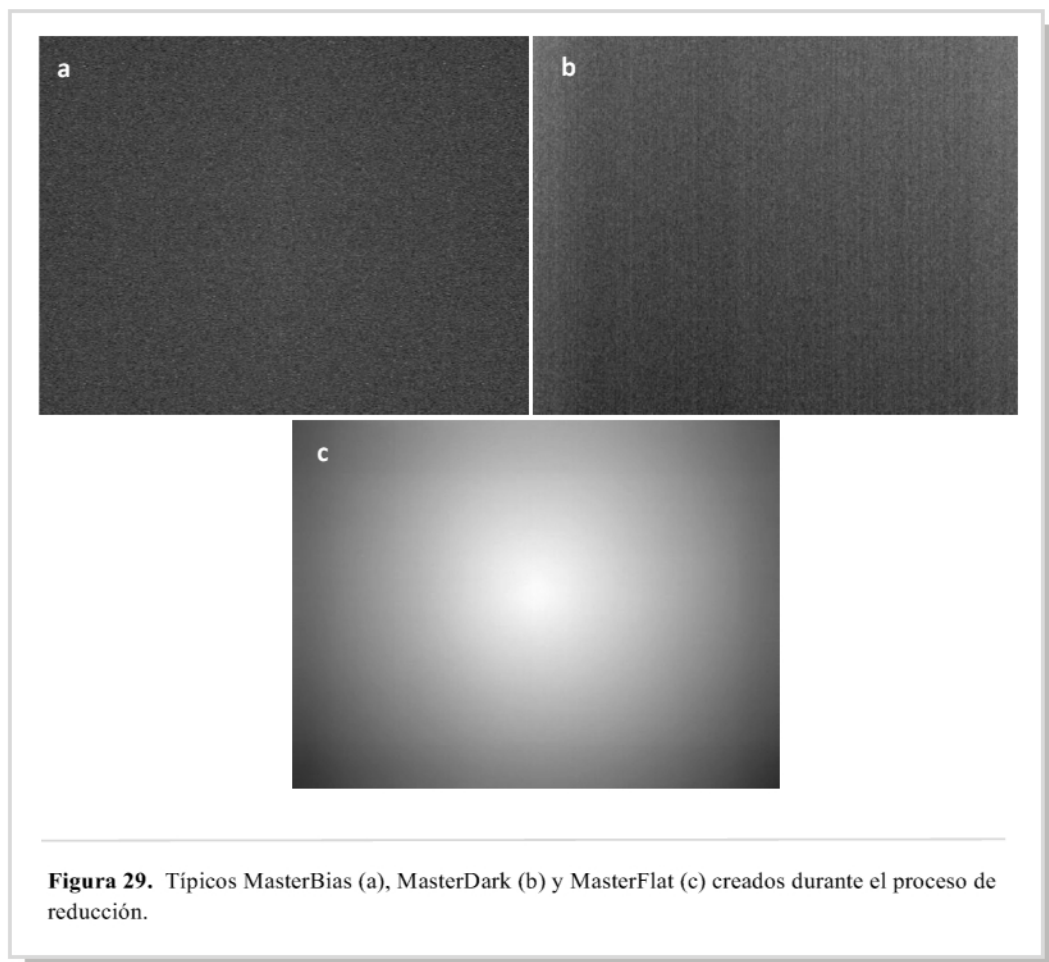 a
b
c
Figura 29. Típicos MasterBias (a), MasterDark (b) y MasterFlat (c) creados durante el proceso de
reducción.